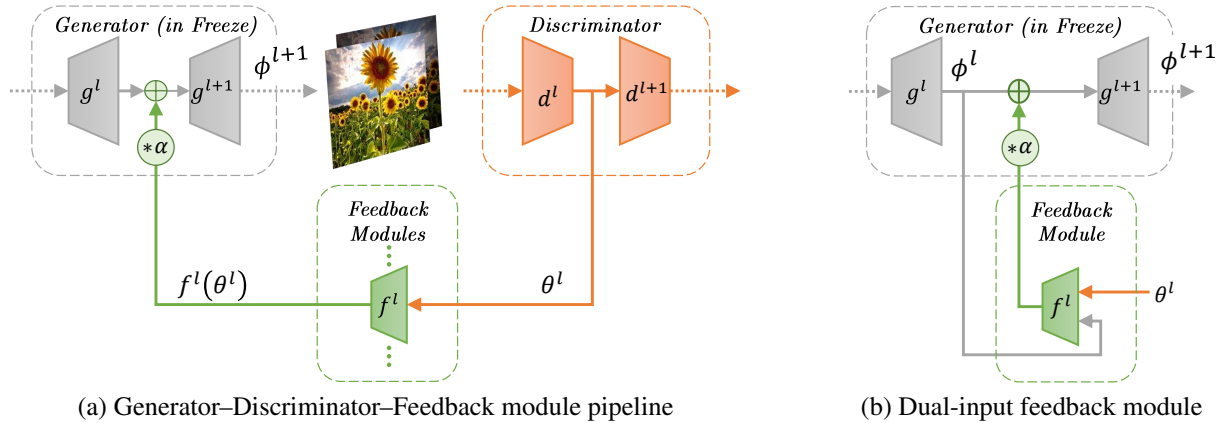 Generator (in Freeze)
g^l
⊕
g^{l+1}
ϕ^{l+1}
*α
Discriminator
d^l
d^{l+1}
Feedback
Modules
f^l(θ^l)
f^l
θ^l
(a) Generator–Discriminator–Feedback module pipeline
Generator (in Freeze)
g^l
ϕ^l
⊕
g^{l+1}
ϕ^{l+1}
*α
Feedback
Module
f^l
θ^l
(b) Dual-input feedback module